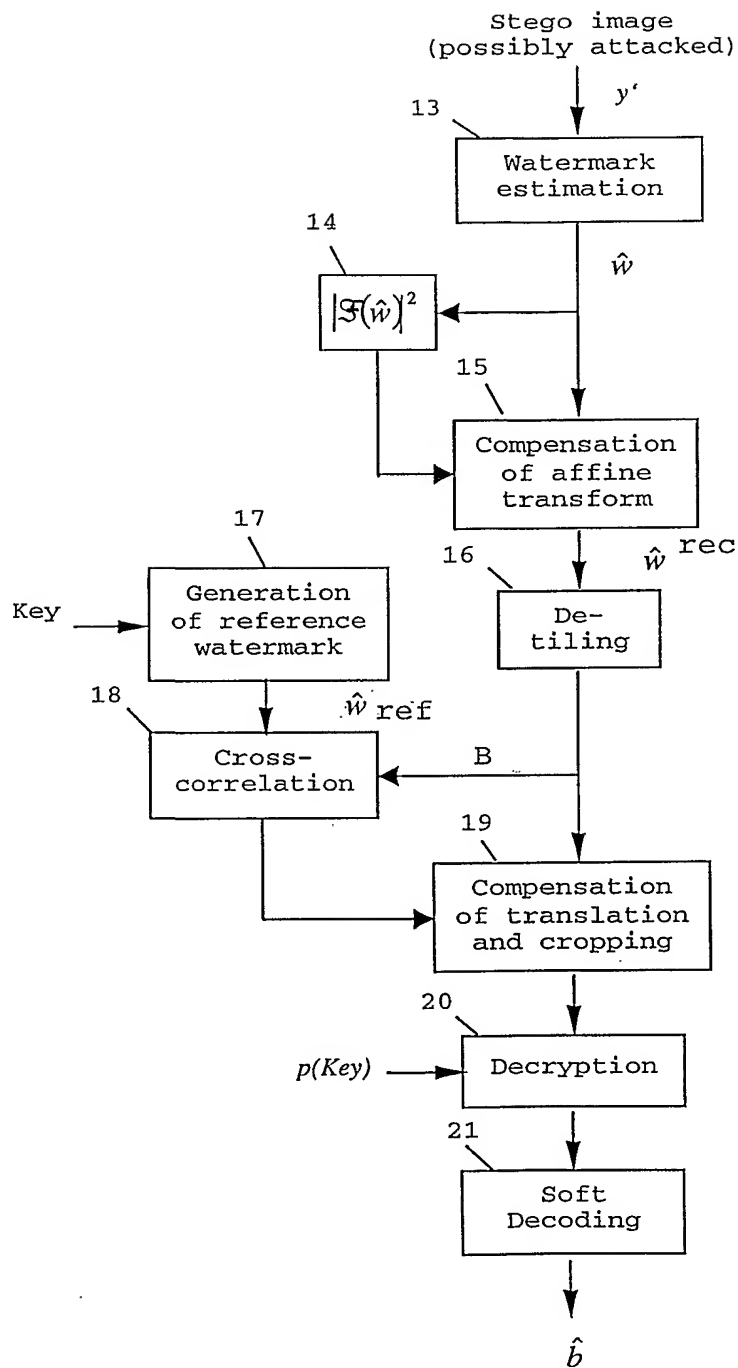 Stego image
(possibly attacked)
y‘
13
Watermark
estimation
ŵ
14
|𝔉(ŵ)|²
15
Compensation
of affine
transform
ŵ rec
16
De-
tiling
17
Key
Generation
of reference
watermark
ŵ ref
18
Cross-
correlation
B
19
Compensation
of translation
and cropping
20
p(Key)
Decryption
21
Soft
Decoding
b̂